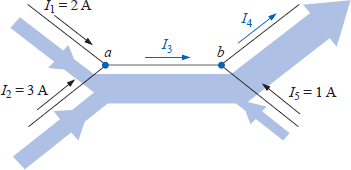 I₁ = 2 A
I₄
I₃
a
b
I₂ = 3 A
I₅ = 1 A